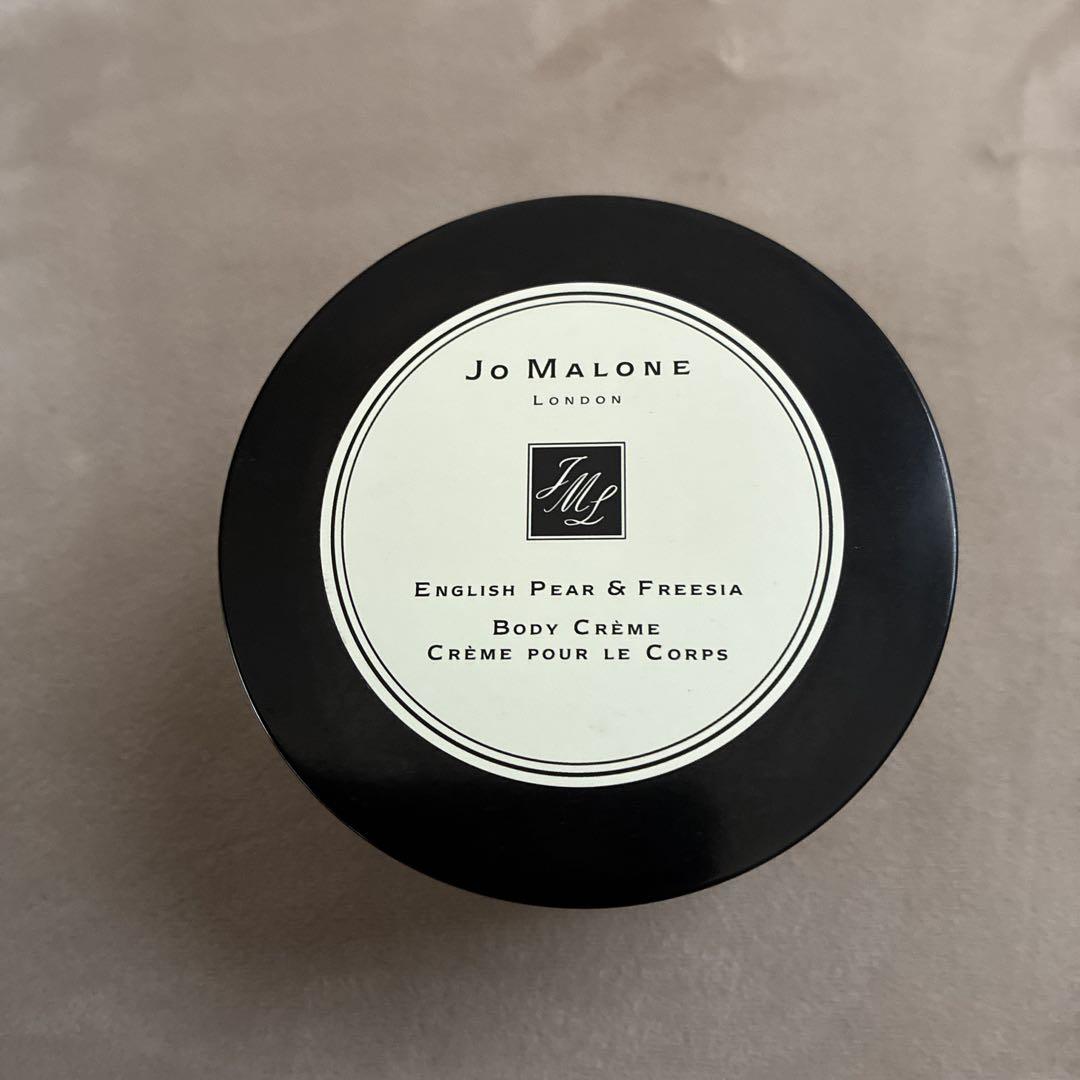 JO MALONE
LONDON
JML
ENGLISH PEAR & FREESIA
BODY CRÈME
CRÈME POUR LE CORPS